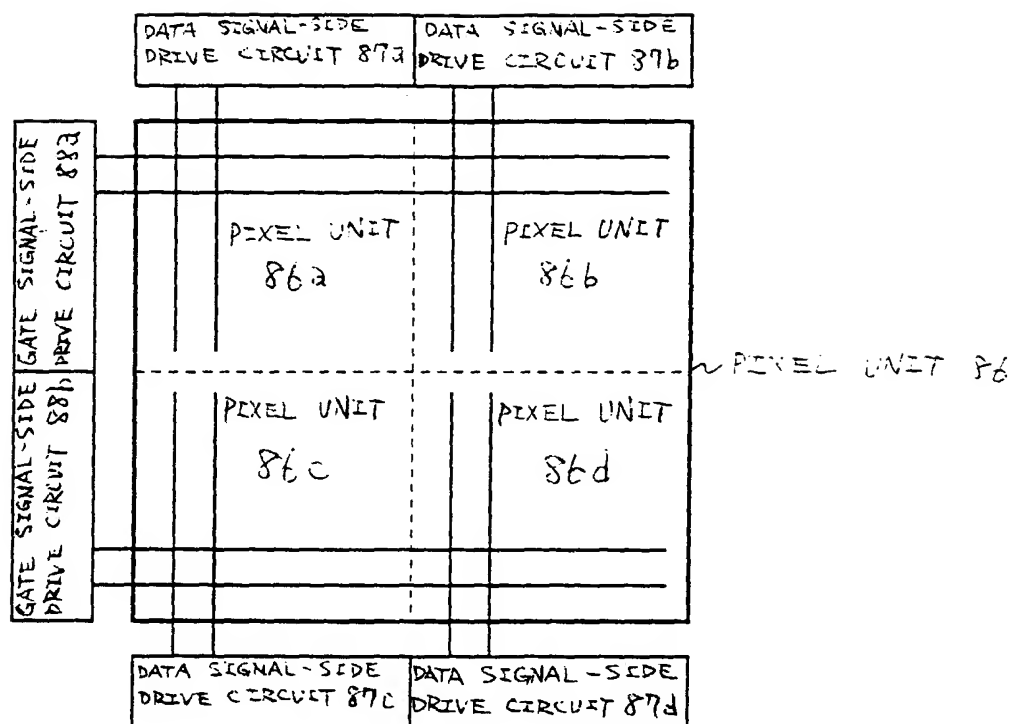 DATA SIGNAL-SIDE
DRIVE CIRCUIT 87a
DATA SIGNAL-SIDE
DRIVE CIRCUIT 87b
GATE SIGNAL-SIDE
DRIVE CIRCUIT 88a
PIXEL UNIT
86a
PIXEL UNIT
86b
PIXEL UNIT 86
GATE SIGNAL-SIDE
DRIVE CIRCUIT 88b
PIXEL UNIT
86c
PIXEL UNIT
86d
DATA SIGNAL-SIDE
DRIVE CIRCUIT 87c
DATA SIGNAL-SIDE
DRIVE CIRCUIT 87d